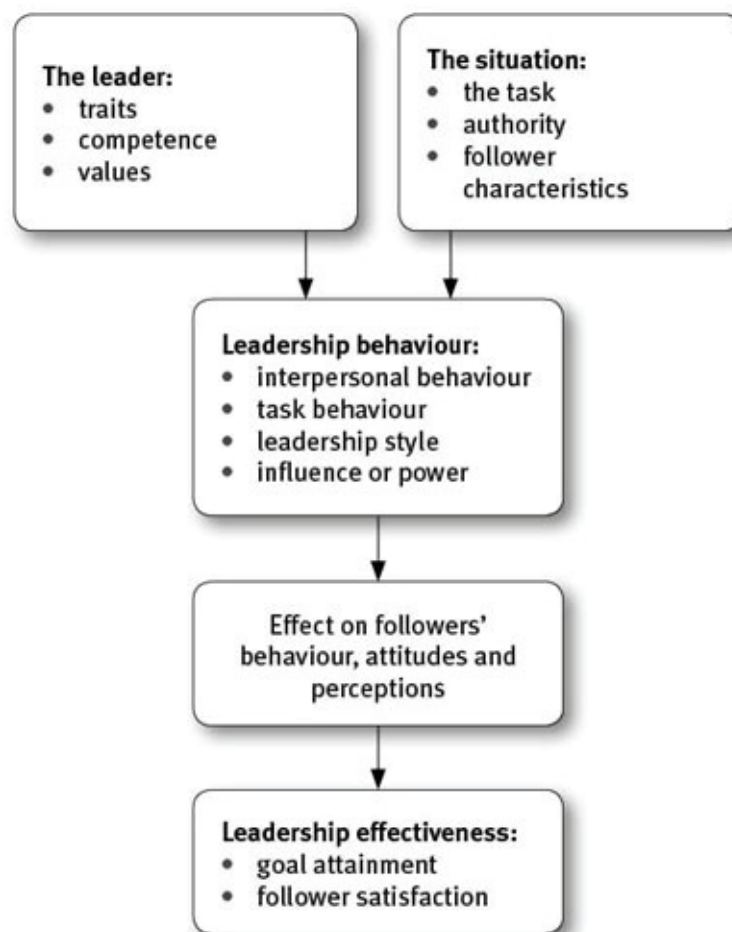 The leader:
• traits
• competence
• values
The situation:
• the task
• authority
• follower
characteristics
Leadership behaviour:
• interpersonal behaviour
• task behaviour
• leadership style
• influence or power
Effect on followers’
behaviour, attitudes and
perceptions
Leadership effectiveness:
• goal attainment
• follower satisfaction